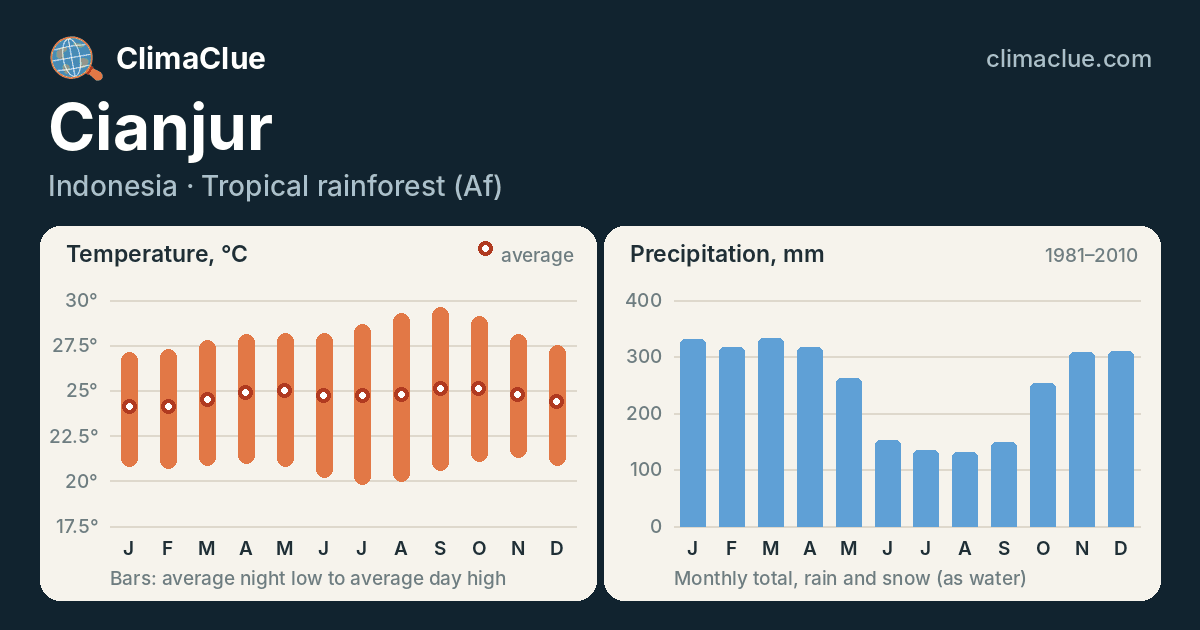 ClimaClue
climaclue.com
Cianjur
Indonesia · Tropical rainforest (Af)
Temperature, °C
average
30°
27.5°
25°
22.5°
20°
17.5°
J F M A M J J A S O N D
Bars: average night low to average day high
Precipitation, mm
1981–2010
400
300
200
100
0
J F M A M J J A S O N D
Monthly total, rain and snow (as water)